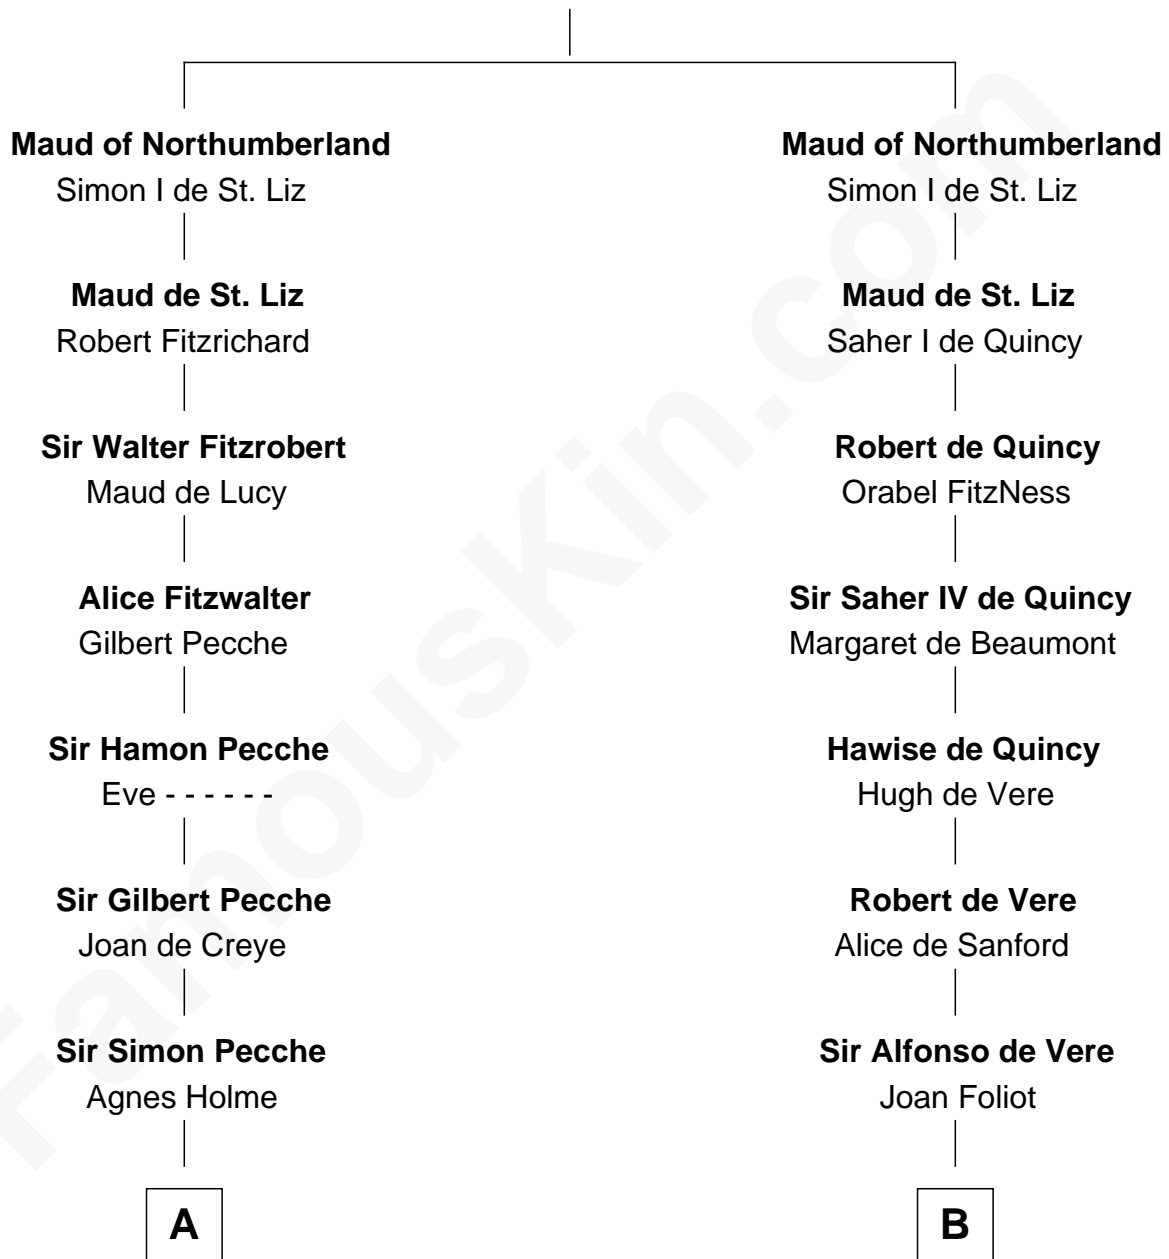 Maud of Northumberland
Simon I de St. Liz
Maud de St. Liz
Robert Fitzrichard
Sir Walter Fitzrobert
Maud de Lucy
Alice Fitzwalter
Gilbert Pecche
Sir Hamon Pecche
Eve - - - - - -
Sir Gilbert Pecche
Joan de Creye
Sir Simon Pecche
Agnes Holme
A
Maud of Northumberland
Simon I de St. Liz
Maud de St. Liz
Saher I de Quincy
Robert de Quincy
Orabel FitzNess
Sir Saher IV de Quincy
Margaret de Beaumont
Hawise de Quincy
Hugh de Vere
Robert de Vere
Alice de Sanford
Sir Alfonso de Vere
Joan Foliot
B
FamousKin.com